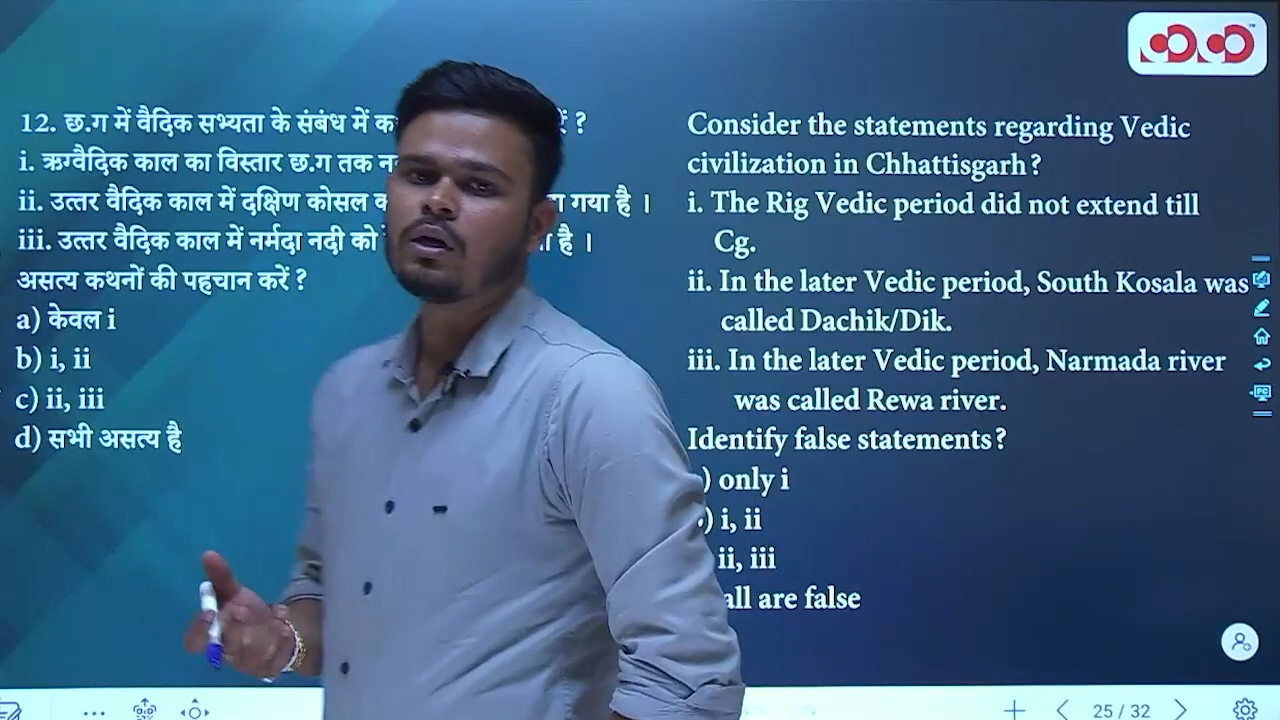 12. छ.ग में वैदिक सभ्यता के संबंध में क ?
i. ऋग्वैदिक काल का विस्तार छ.ग तक
ii. उत्तर वैदिक काल में दक्षिण कोसल गया है ।
iii. उत्तर वैदिक काल में नर्मदा नदी को है ।
असत्य कथनों की पहचान करें ?
a) केवल i
b) i, ii
c) ii, iii
d) सभी असत्य है
Consider the statements regarding Vedic
civilization in Chhattisgarh?
i. The Rig Vedic period did not extend till
Cg.
ii. In the later Vedic period, South Kosala was
called Dachik/Dik.
iii. In the later Vedic period, Narmada river
was called Rewa river.
Identify false statements?
) only i
) i, ii
ii, iii
all are false
25 / 32